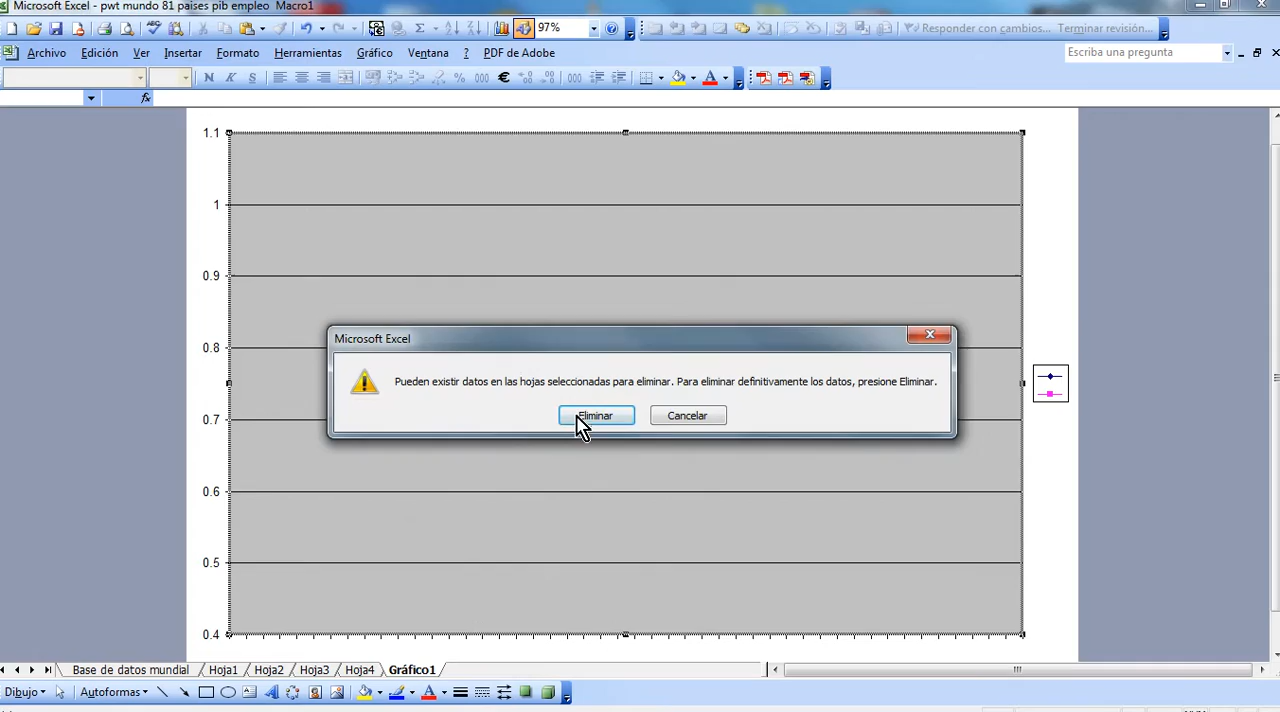 Microsoft Excel - pwt mundo 81 paises pib empleo  Macro1
97%
Responder con cambios... Terminar revisión...
Archivo Edición Ver Insertar Formato Herramientas Gráfico Ventana ? PDF de Adobe
Escriba una pregunta
N K S % 000 € 000
fx
1.1
1
0.9
0.8
0.7
0.6
0.5
0.4
Microsoft Excel
Pueden existir datos en las hojas seleccionadas para eliminar. Para eliminar definitivamente los datos, presione Eliminar.
Eliminar Cancelar
Base de datos mundial Hoja1 Hoja2 Hoja3 Hoja4 Gráfico1
Dibujo Autoformas